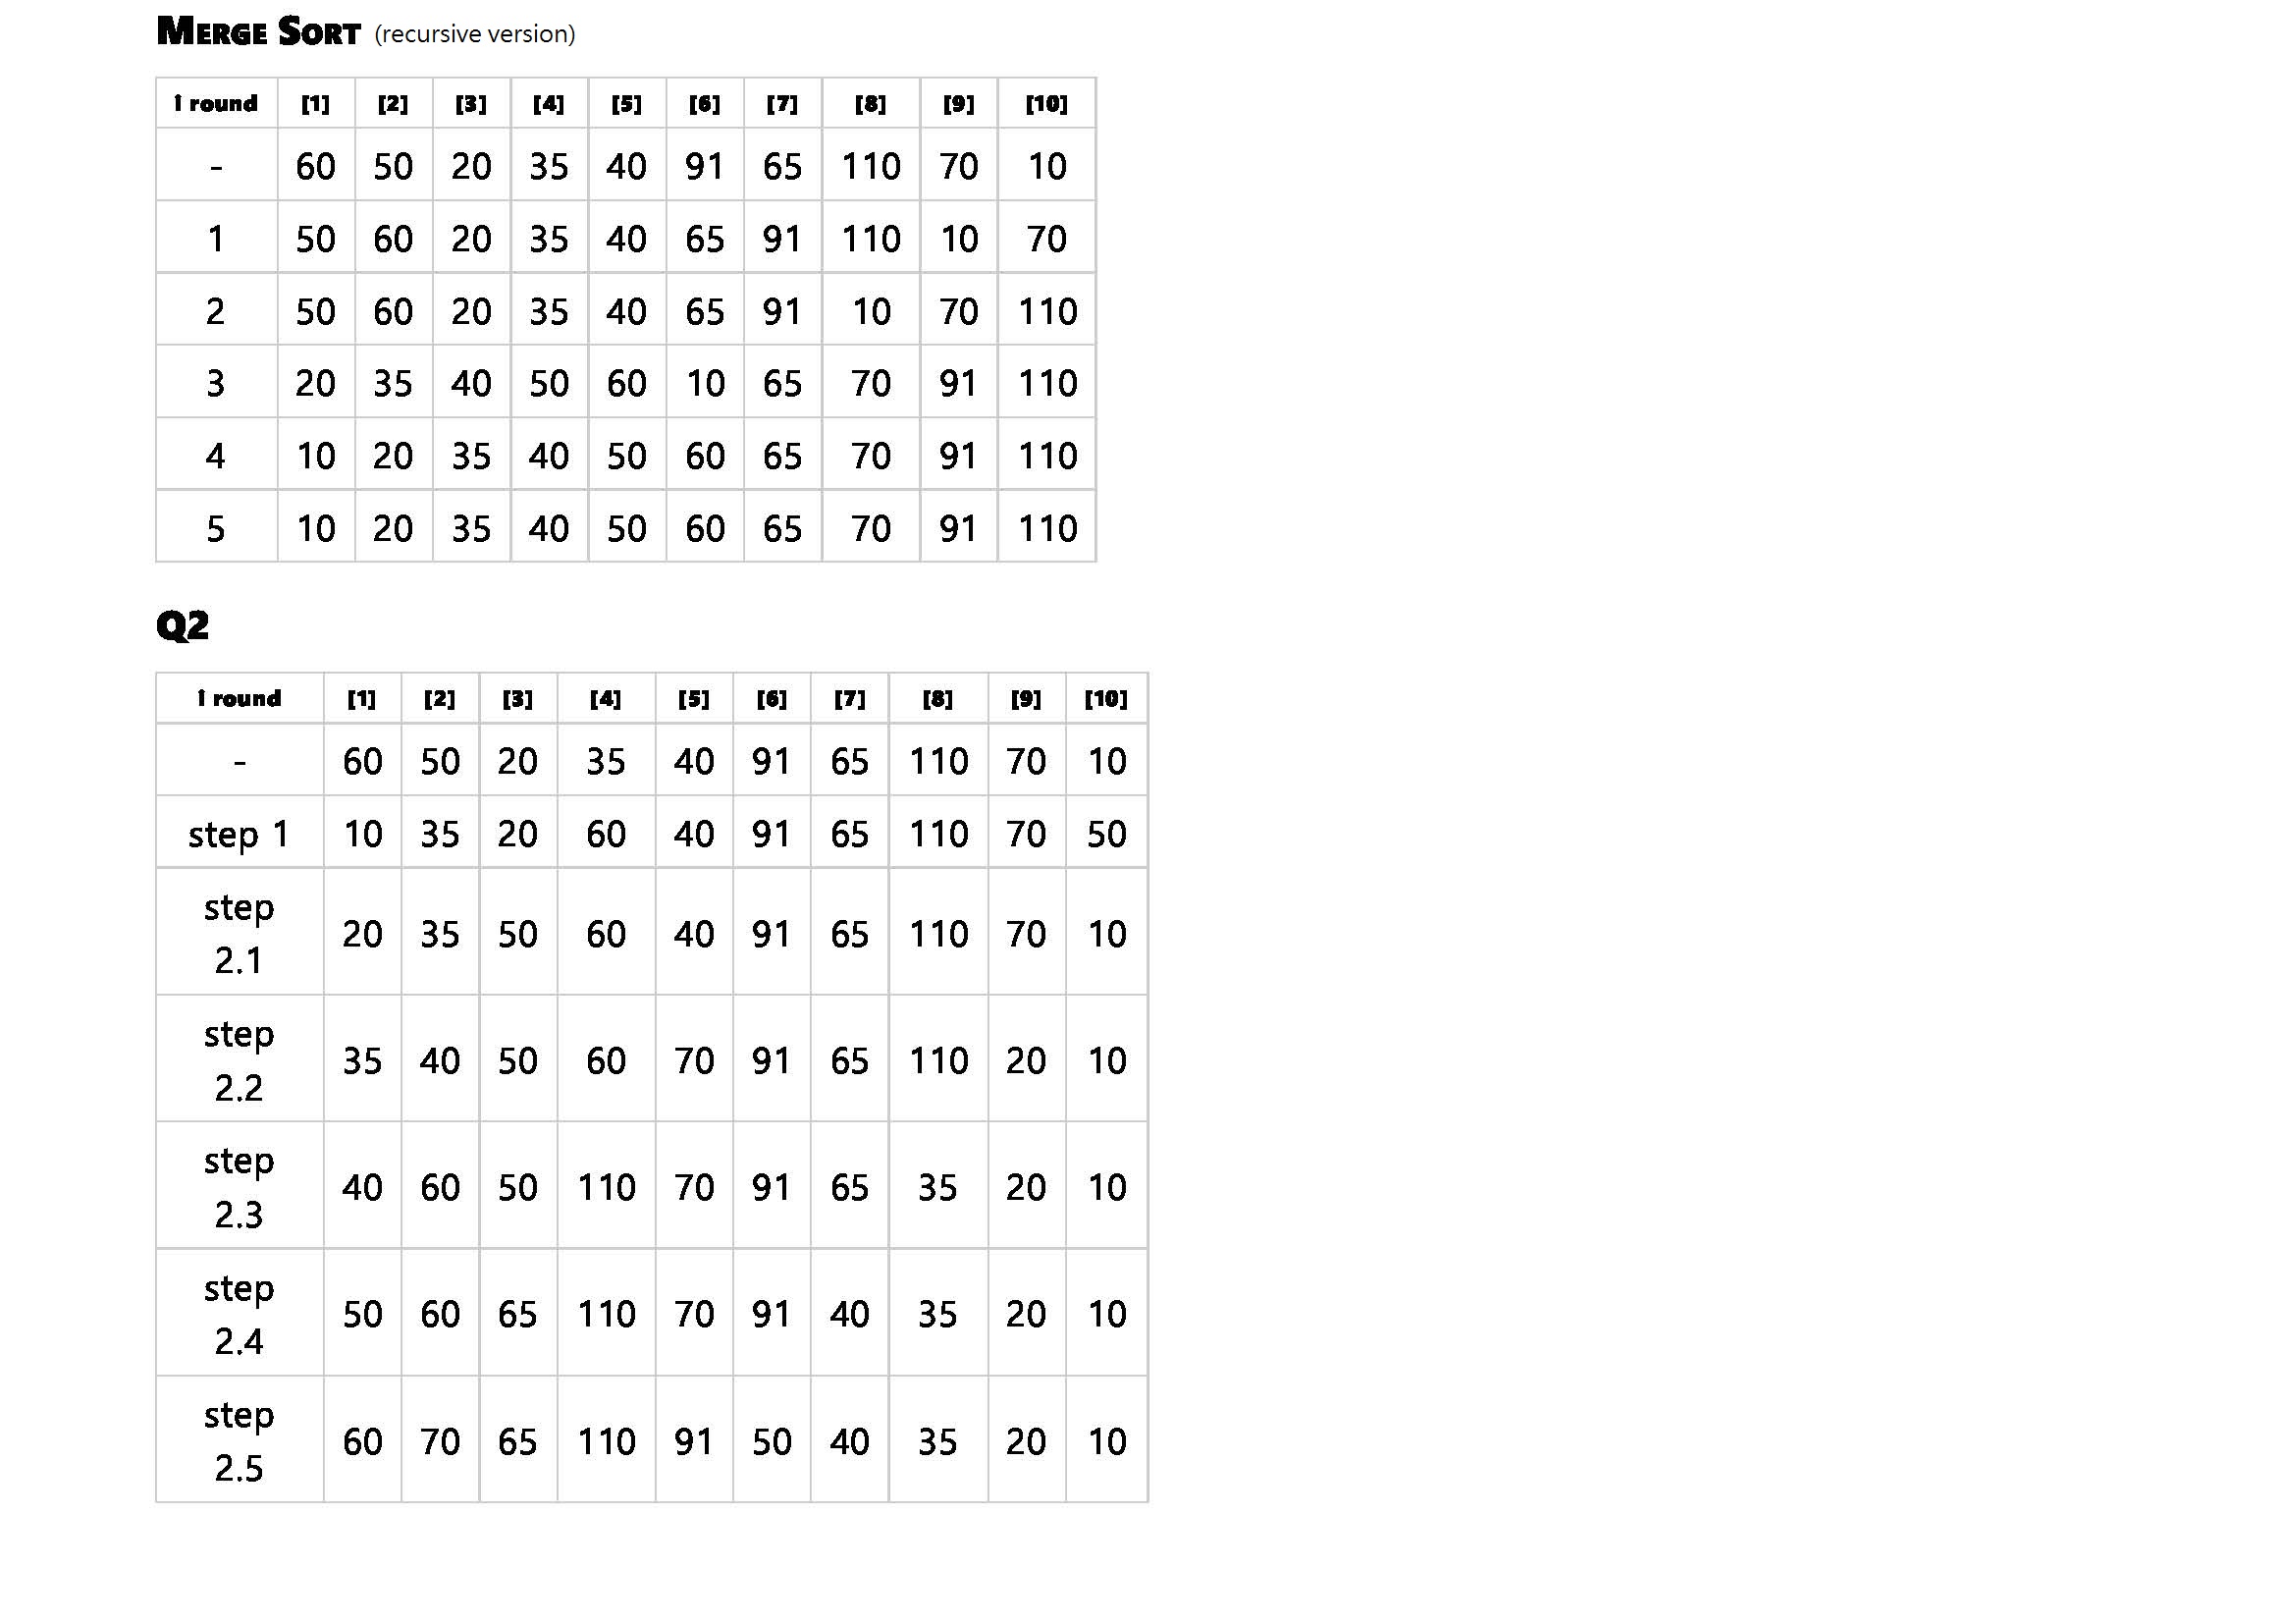 MERGE SORT (recursive version)
i round [1] [2] [3] [4] [5] [6] [7] [8] [9] [10]
- 60 50 20 35 40 91 65 110 70 10
1 50 60 20 35 40 65 91 110 10 70
2 50 60 20 35 40 65 91 10 70 110
3 20 35 40 50 60 10 65 70 91 110
4 10 20 35 40 50 60 65 70 91 110
5 10 20 35 40 50 60 65 70 91 110
Q2
i round [1] [2] [3] [4] [5] [6] [7] [8] [9] [10]
- 60 50 20 35 40 91 65 110 70 10
step 1 10 35 20 60 40 91 65 110 70 50
step
2.1 20 35 50 60 40 91 65 110 70 10
step
2.2 35 40 50 60 70 91 65 110 20 10
step
2.3 40 60 50 110 70 91 65 35 20 10
step
2.4 50 60 65 110 70 91 40 35 20 10
step
2.5 60 70 65 110 91 50 40 35 20 10